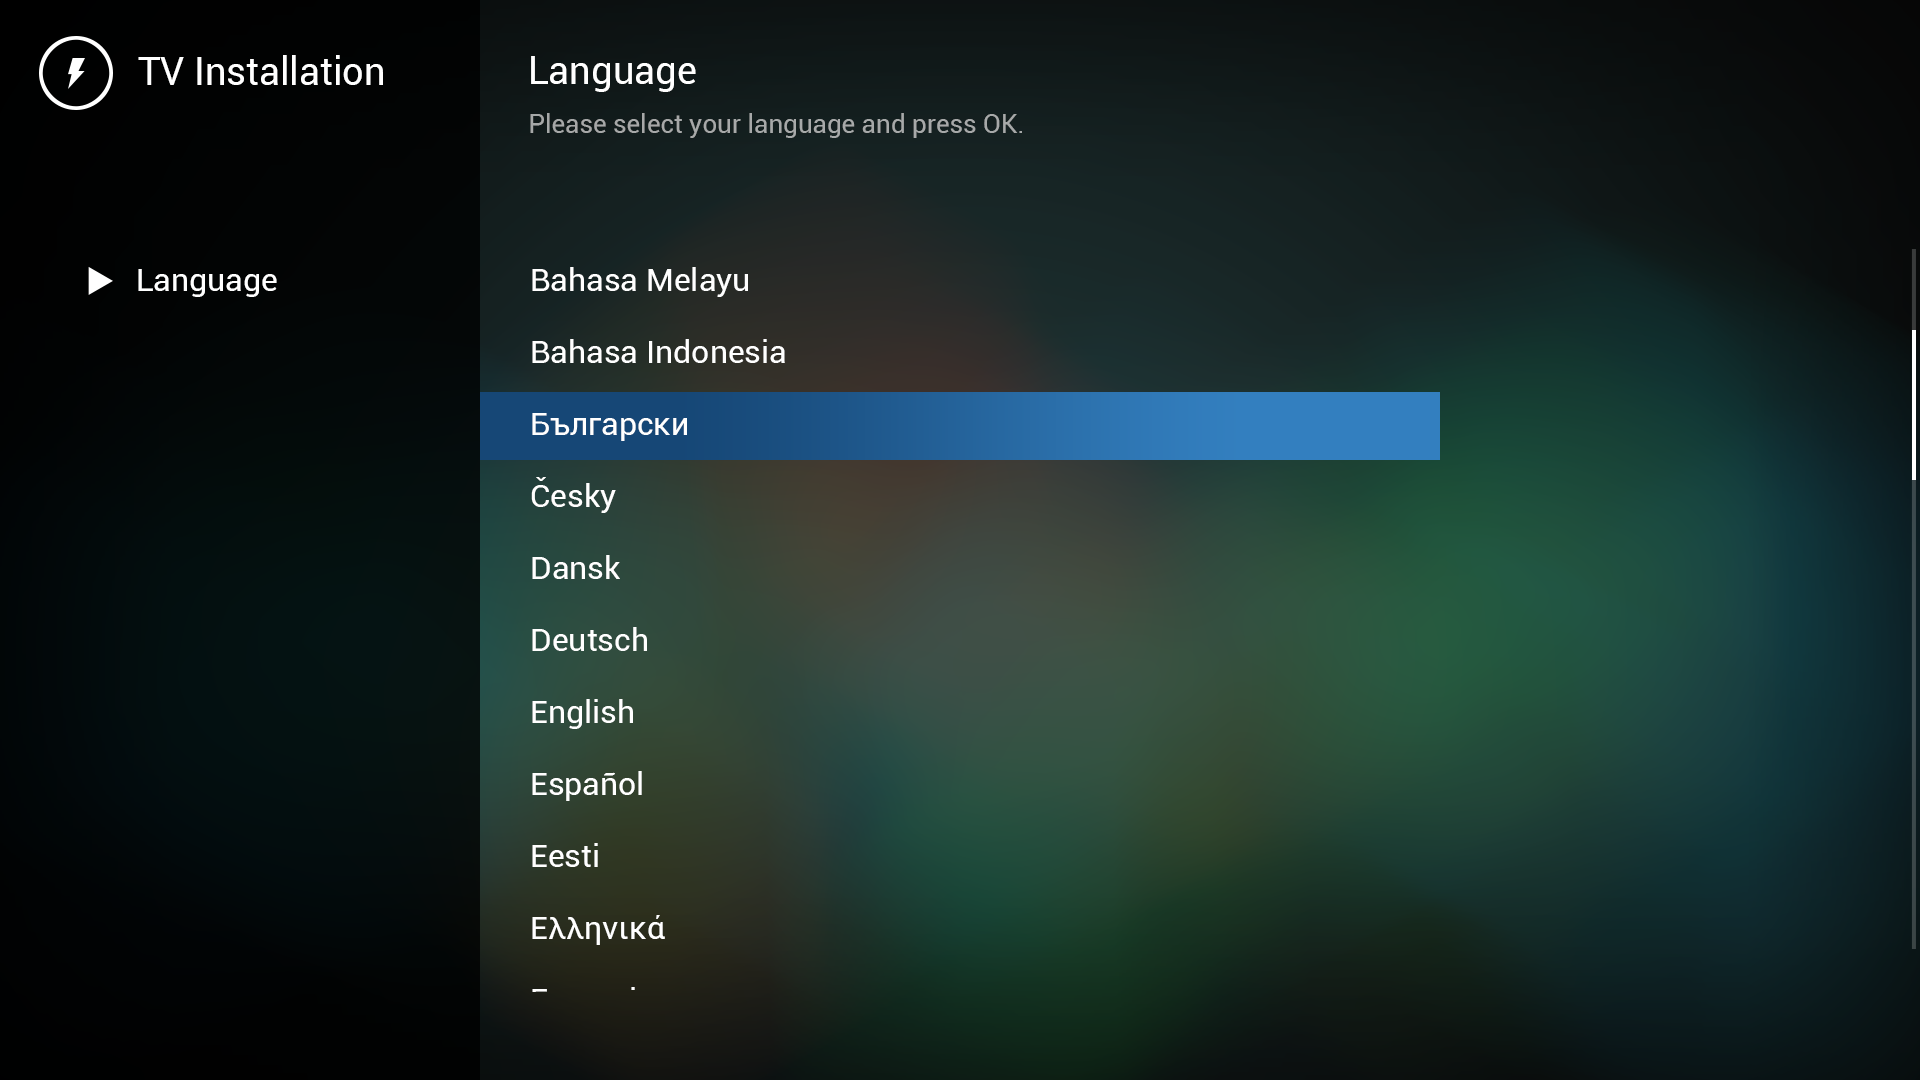 TV Installation
Language
Please select your language and press OK.
Language
Bahasa Melayu
Bahasa Indonesia
Български
Česky
Dansk
Deutsch
English
Español
Eesti
Ελληνικά